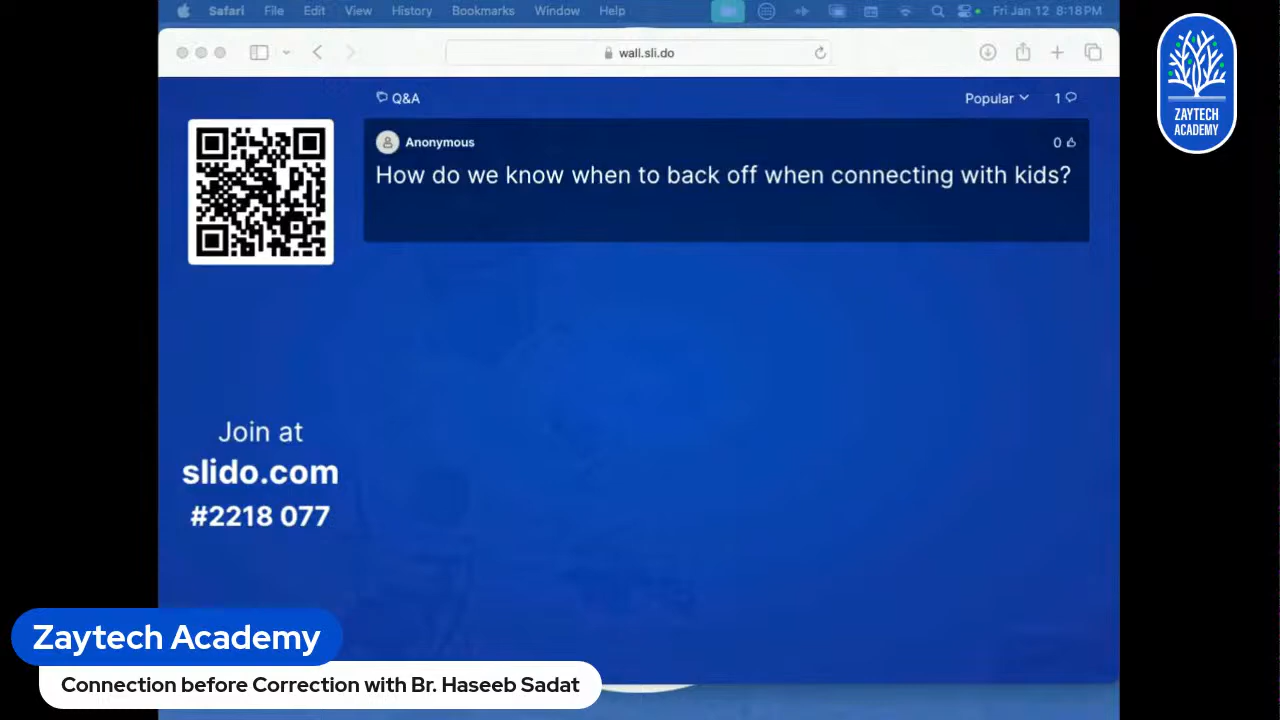 Safari File Edit View History Bookmarks Window Help Fri Jan 12 8:18 PM
wall.sli.do
Q&A Popular 1
Anonymous 0
How do we know when to back off when connecting with kids?
Join at
slido.com
#2218 077
ZAYTECH
ACADEMY
Zaytech Academy
Connection before Correction with Br. Haseeb Sadat